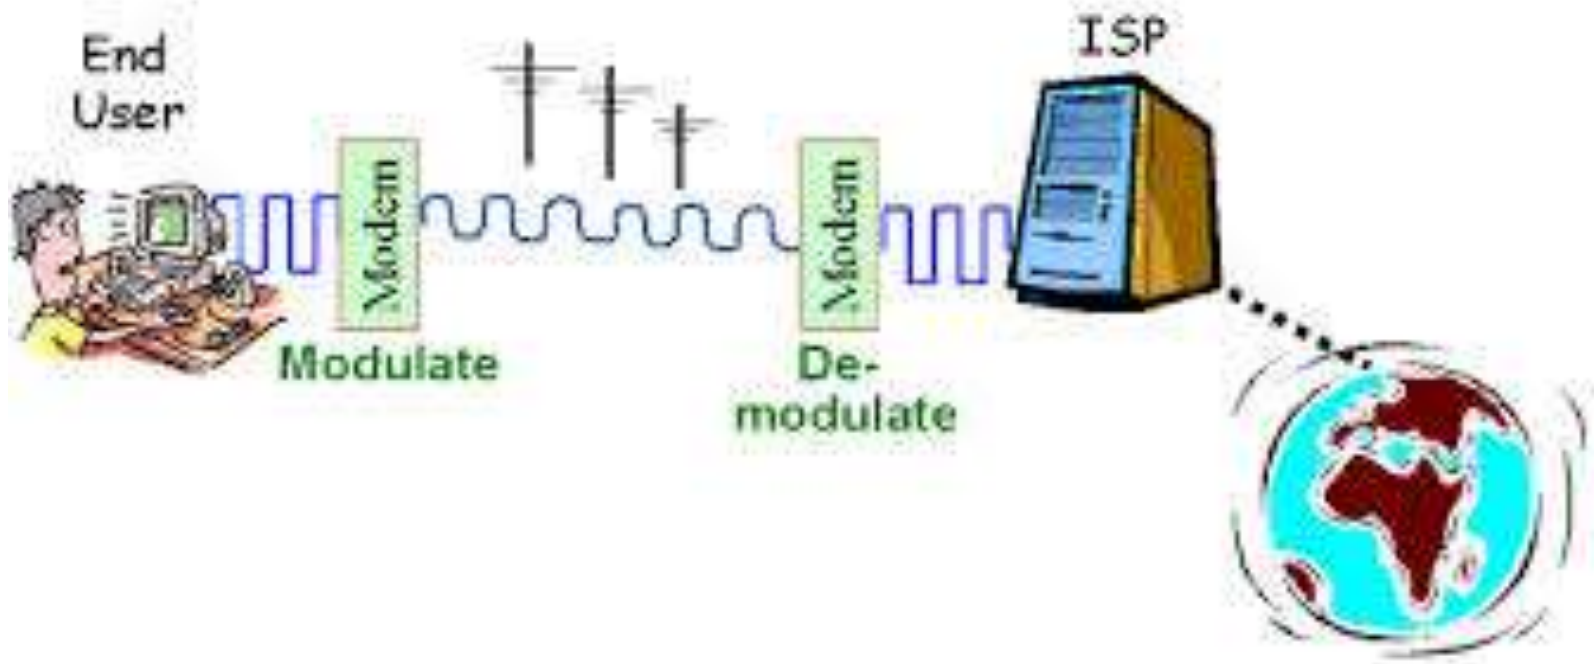 End
User
ISP
Modem
Modem
Modulate
De-
modulate